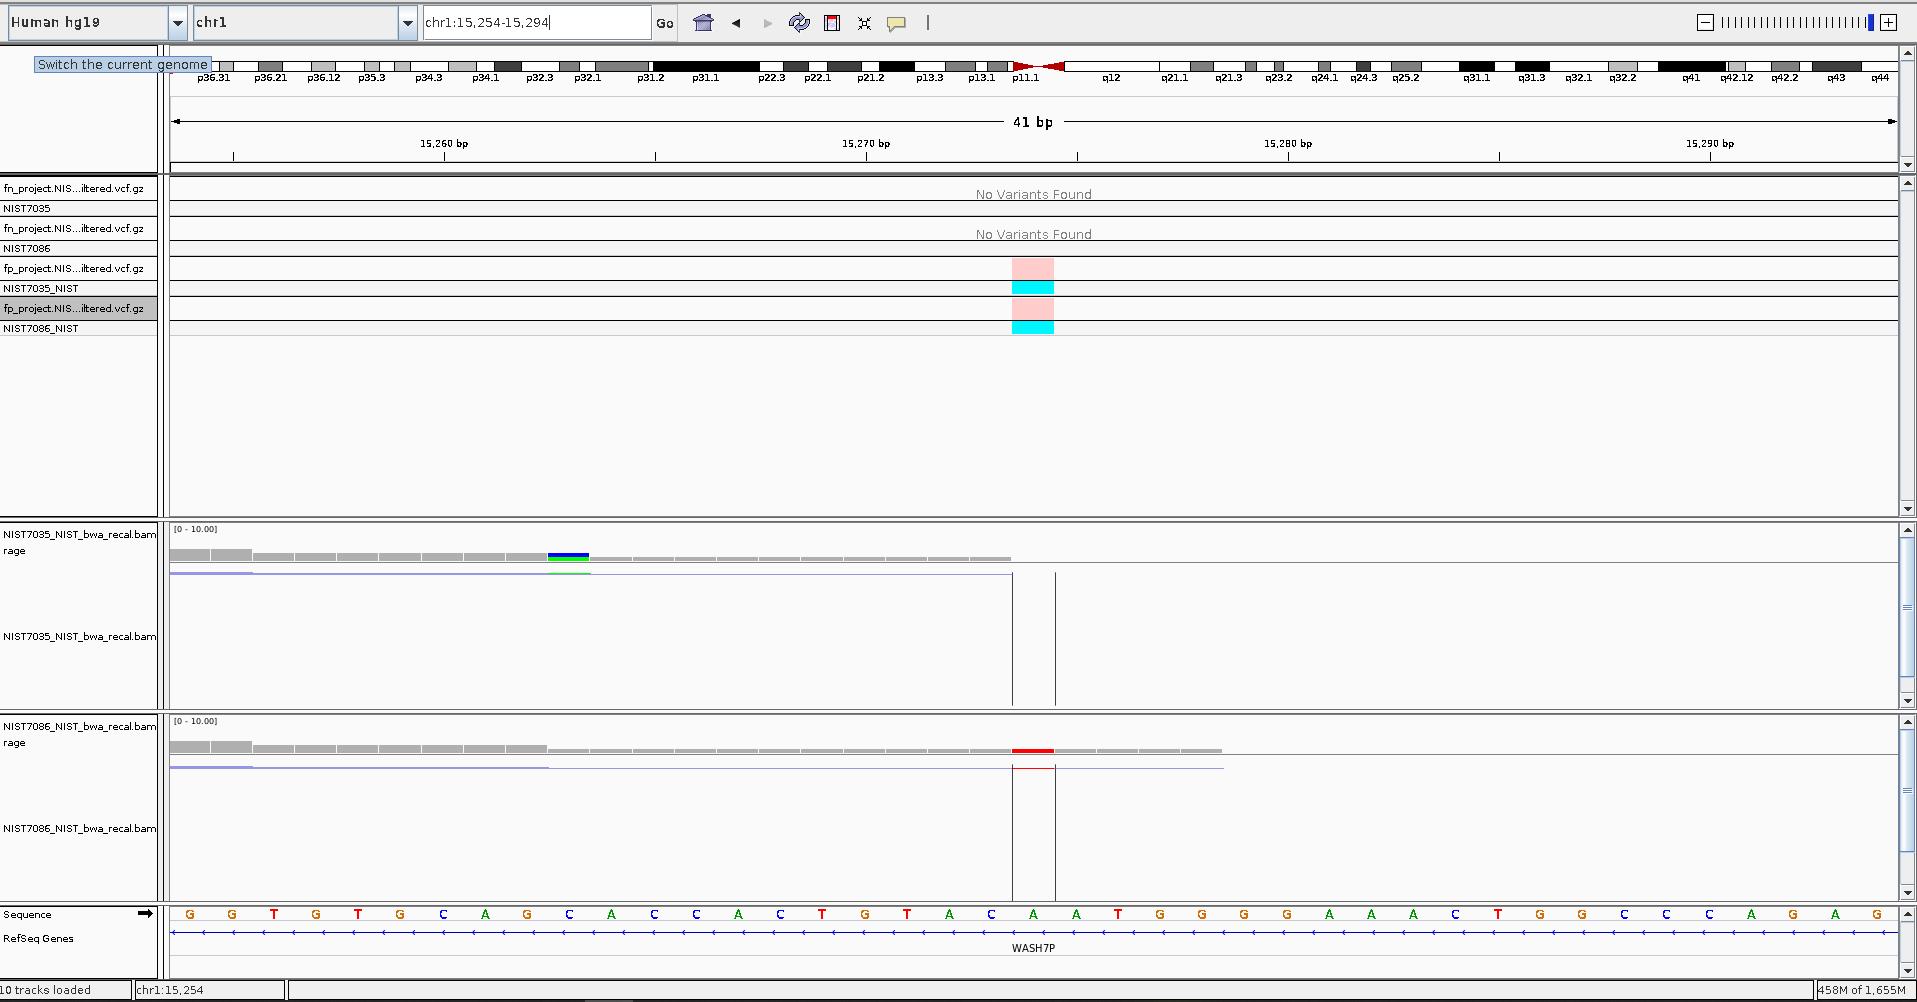 Human hg19 chr1 chr1:15,254-15,294 Go
Switch the current genome
p36.31 p36.21 p36.12 p35.3 p34.3 p34.1 p32.3 p32.1 p31.2 p31.1 p22.3 p22.1 p21.2 p13.3 p13.1 p11.1 q12 q21.1 q21.3 q23.2 q24.1 q24.3 q25.2 q31.1 q31.3 q32.1 q32.2 q41 q42.12 q42.2 q43 q44
41 bp
15,260 bp 15,270 bp 15,280 bp 15,290 bp
fn_project.NIS...iltered.vcf.gz No Variants Found
NIST7035
fn_project.NIS...iltered.vcf.gz No Variants Found
NIST7086
fp_project.NIS...iltered.vcf.gz
NIST7035_NIST
fp_project.NIS...iltered.vcf.gz
NIST7086_NIST
[0 - 10.00]
NIST7035_NIST_bwa_recal.bam
rage
NIST7035_NIST_bwa_recal.bam
[0 - 10.00]
NIST7086_NIST_bwa_recal.bam
rage
NIST7086_NIST_bwa_recal.bam
Sequence G G T G T G C A G C A C C A C T G T A C A A T G G G G A A A C T G G C C C A G A G
RefSeq Genes
WASH7P
10 tracks loaded chr1:15,254 458M of 1,655M